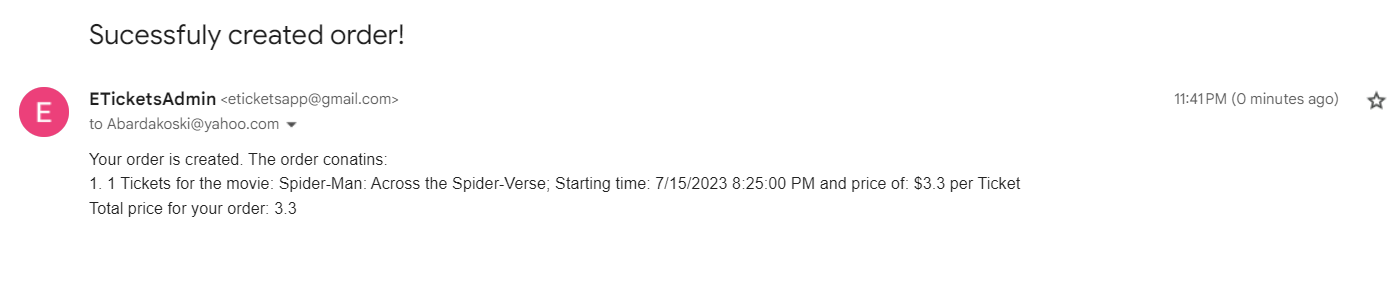 Sucessfuly created order!
E
ETicketsAdmin <eticketsapp@gmail.com>
11:41 PM (0 minutes ago)
to Abardakoski@yahoo.com
Your order is created. The order conatins:
1. 1 Tickets for the movie: Spider-Man: Across the Spider-Verse; Starting time: 7/15/2023 8:25:00 PM and price of: $3.3 per Ticket
Total price for your order: 3.3